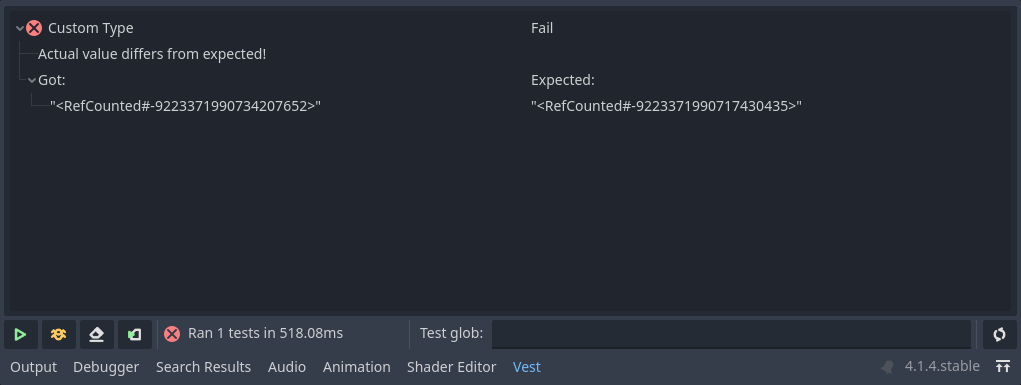 Custom Type Fail
Actual value differs from expected!
Got: Expected:
"<RefCounted#-9223371990734207652>" "<RefCounted#-9223371990717430435>"
Ran 1 tests in 518.08ms Test glob:
Output Debugger Search Results Audio Animation Shader Editor Vest 4.1.4.stable